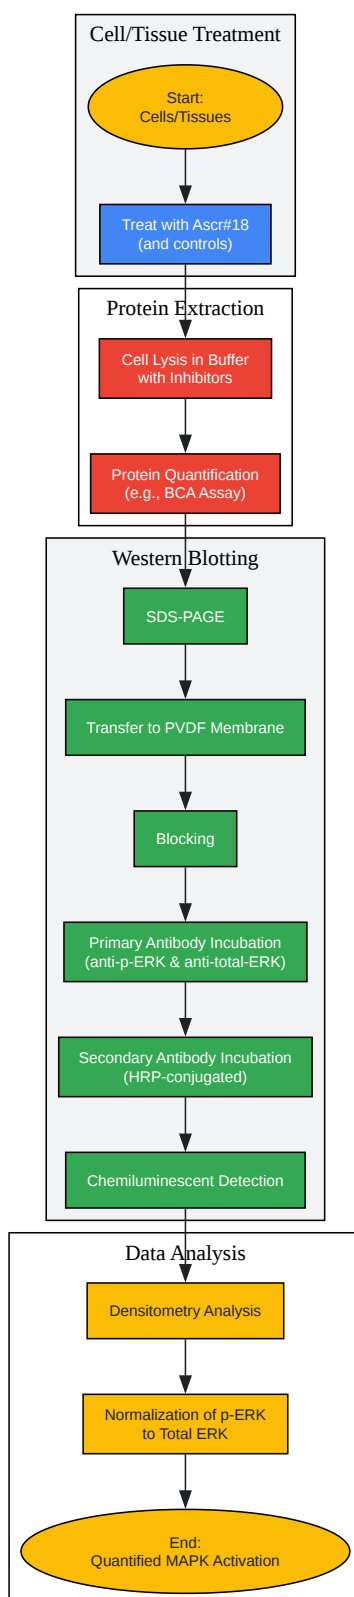 Cell/Tissue Treatment
Start:
Cells/Tissues
Treat with Ascr#18
(and controls)
Protein Extraction
Cell Lysis in Buffer
with Inhibitors
Protein Quantification
(e.g., BCA Assay)
Western Blotting
SDS-PAGE
Transfer to PVDF Membrane
Blocking
Primary Antibody Incubation
(anti-p-ERK & anti-total-ERK)
Secondary Antibody Incubation
(HRP-conjugated)
Chemiluminescent Detection
Data Analysis
Densitometry Analysis
Normalization of p-ERK
to Total ERK
End:
Quantified MAPK Activation